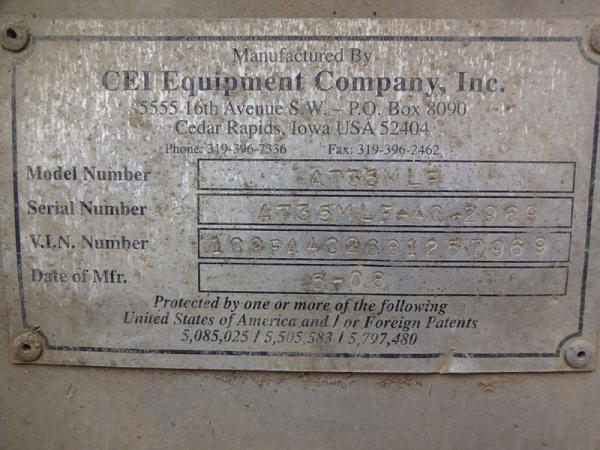 Manufactured By
CEI Equipment Company, Inc.
5555 16th Avenue S.W. – P.O. Box 8090
Cedar Rapids, Iowa USA 52404
Phone: 319-396-7336 Fax: 319-396-2462
Model Number AT35MLF
Serial Number AT35MLF-40-2989
V.I.N. Number
Date of Mfr. 5-08
Protected by one or more of the following
United States of America and / or Foreign Patents
5,085,025 / 5,505,583 / 5,797,480